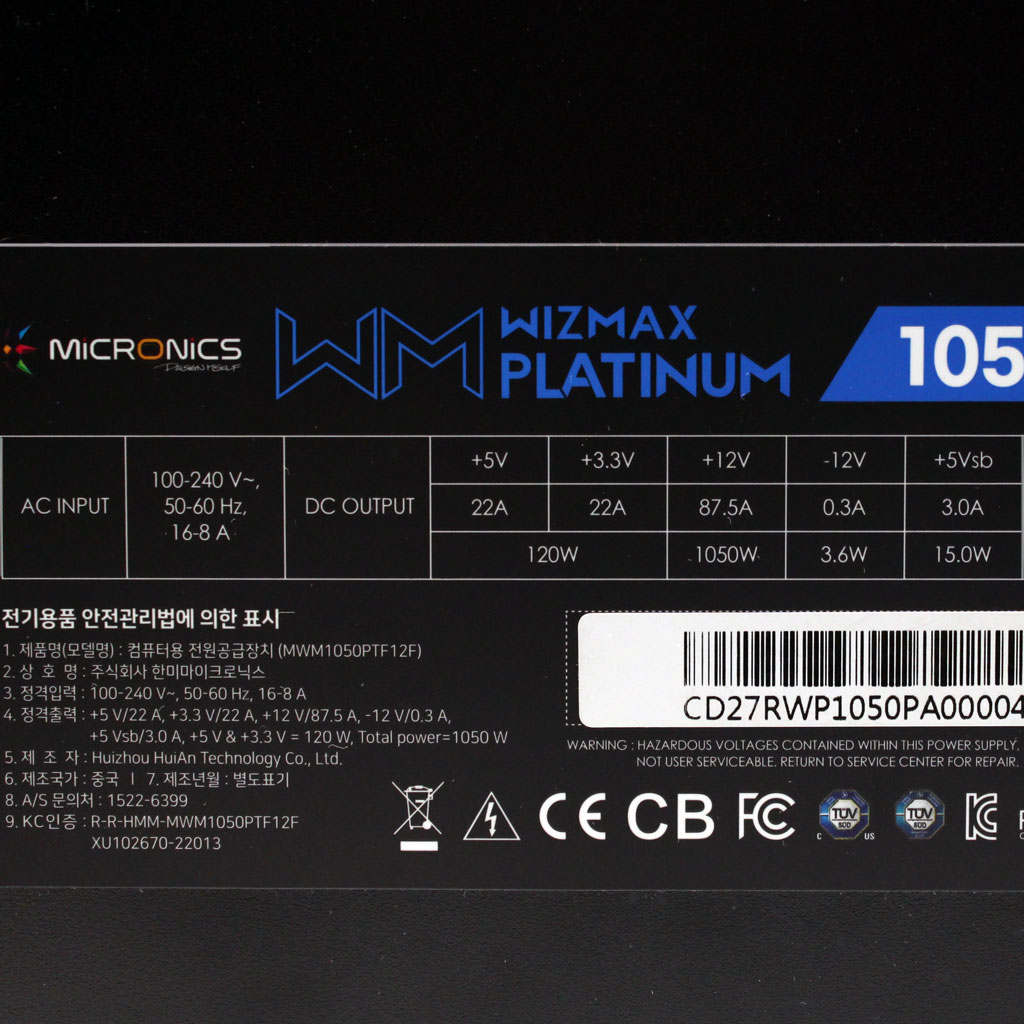 MiCRONiCS
DESIGN MYSELF
WM
WIZMAX
PLATINUM
105
AC INPUT
100-240 V~,
50-60 Hz,
16-8 A
DC OUTPUT
+5V +3.3V +12V -12V +5Vsb
22A 22A 87.5A 0.3A 3.0A
120W 1050W 3.6W 15.0W
전기용품 안전관리법에 의한 표시
1. 제품명(모델명) : 컴퓨터용 전원공급장치 (MWM1050PTF12F)
2. 상 호 명 : 주식회사 한미마이크로닉스
3. 정격입력 : 100-240 V~, 50-60 Hz, 16-8 A
4. 정격출력 : +5 V/22 A, +3.3 V/22 A, +12 V/87.5 A, -12 V/0.3 A,
+5 Vsb/3.0 A, +5 V & +3.3 V = 120 W, Total power=1050 W
5. 제 조 자 : Huizhou HuiAn Technology Co., Ltd.
6. 제조국가 : 중국 | 7. 제조년월 : 별도표기
8. A/S 문의처 : 1522-6399
9. KC인증 : R-R-HMM-MWM1050PTF12F
XU102670-22013
CD27RWP1050PA00004
WARNING : HAZARDOUS VOLTAGES CONTAINED WITHIN THIS POWER SUPPLY,
NOT USER SERVICEABLE. RETURN TO SERVICE CENTER FOR REPAIR.
CE CB FC c TÜV SÜD US TÜV SÜD KC